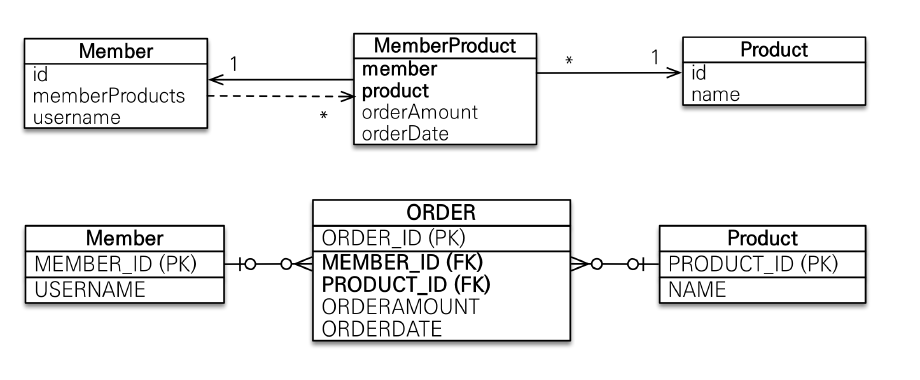 Member
id
memberProducts
username
1
*
MemberProduct
member
product
orderAmount
orderDate
*
1
Product
id
name
Member
MEMBER_ID (PK)
USERNAME
ORDER
ORDER_ID (PK)
MEMBER_ID (FK)
PRODUCT_ID (FK)
ORDERAMOUNT
ORDERDATE
Product
PRODUCT_ID (PK)
NAME